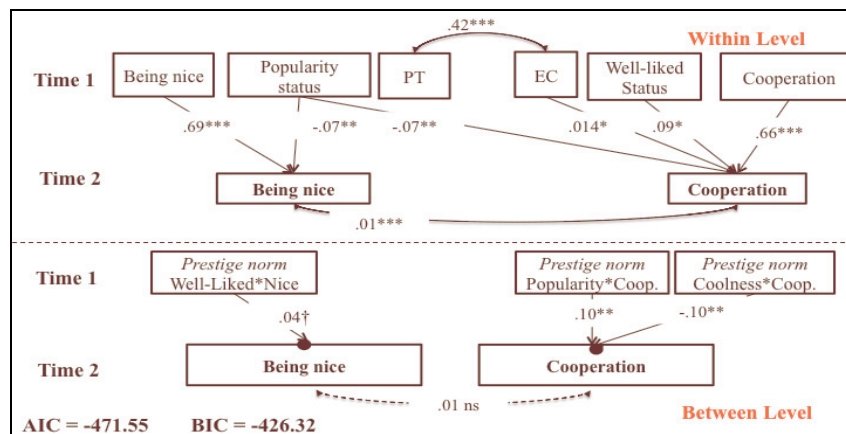 .42***
Within Level
Time 1
Being nice
Popularity
status
PT
EC
Well-liked
Status
Cooperation
.69***
-.07**
-.07**
.014*
.09*
.66***
Time 2
Being nice
Cooperation
.01***
Time 1
Prestige norm
Well-Liked*Nice
Prestige norm
Popularity*Coop.
Prestige norm
Coolness*Coop.
.04†
.10**
-.10**
Time 2
Being nice
Cooperation
.01 ns
AIC = -471.55 BIC = -426.32
Between Level